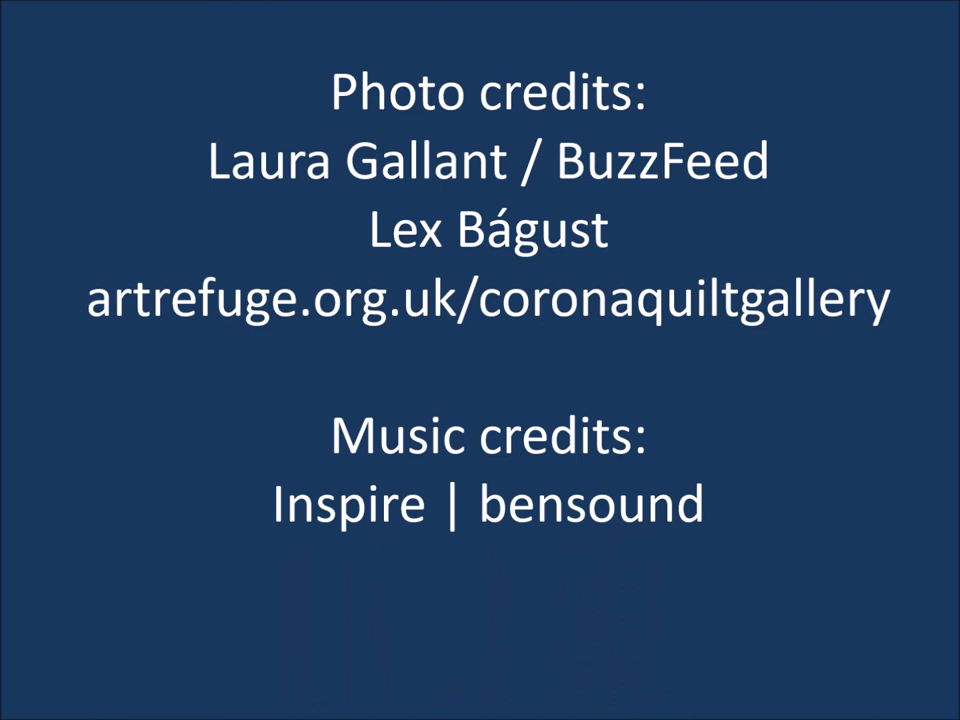 Photo credits:
Laura Gallant / BuzzFeed
Lex Bágust
artrefuge.org.uk/coronaquiltgallery
Music credits:
Inspire | bensound